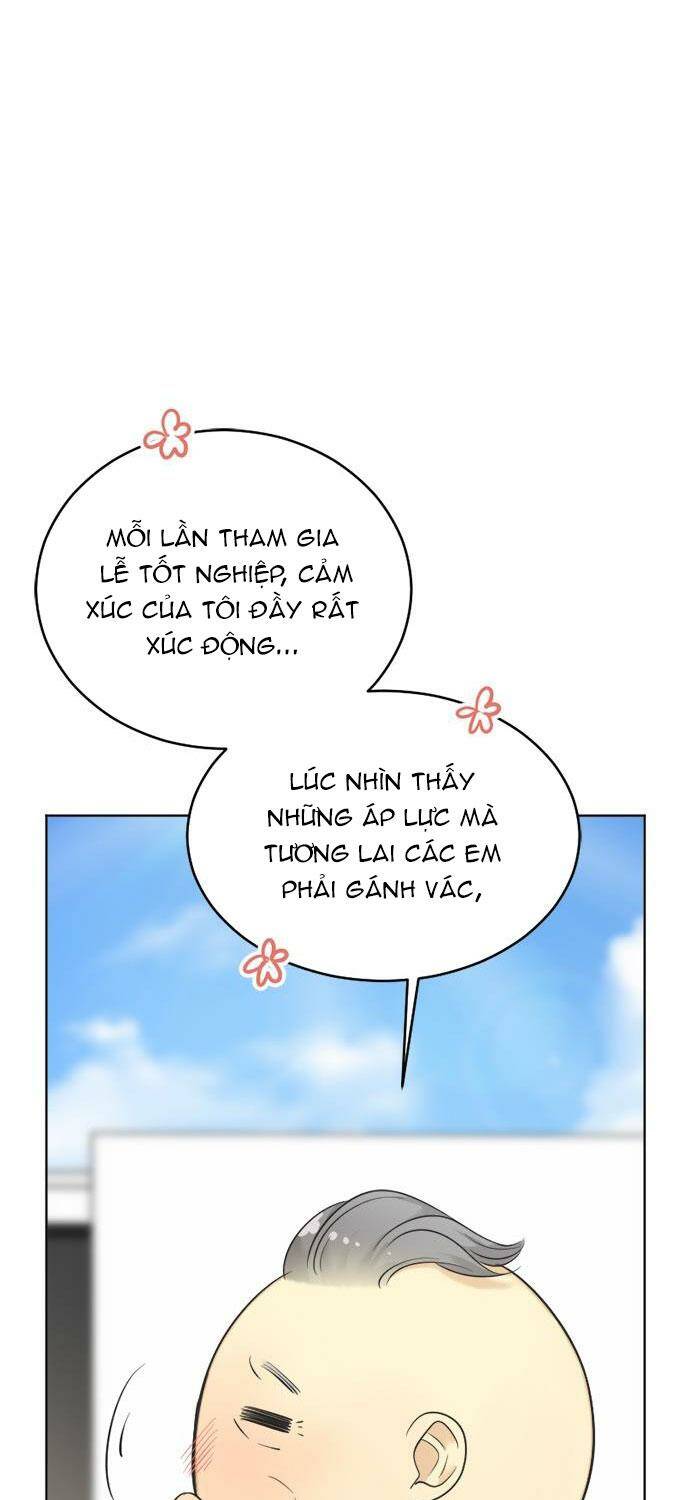 MỖI LẦN THAM GIA
LỄ TỐT NGHIỆP, CẢM
XÚC CỦA TÔI ĐẦY RẤT
XÚC ĐỘNG...
LÚC NHÌN THẤY
NHỮNG ÁP LỰC MÀ
TƯƠNG LAI CÁC EM
PHẢI GÁNH VÁC,